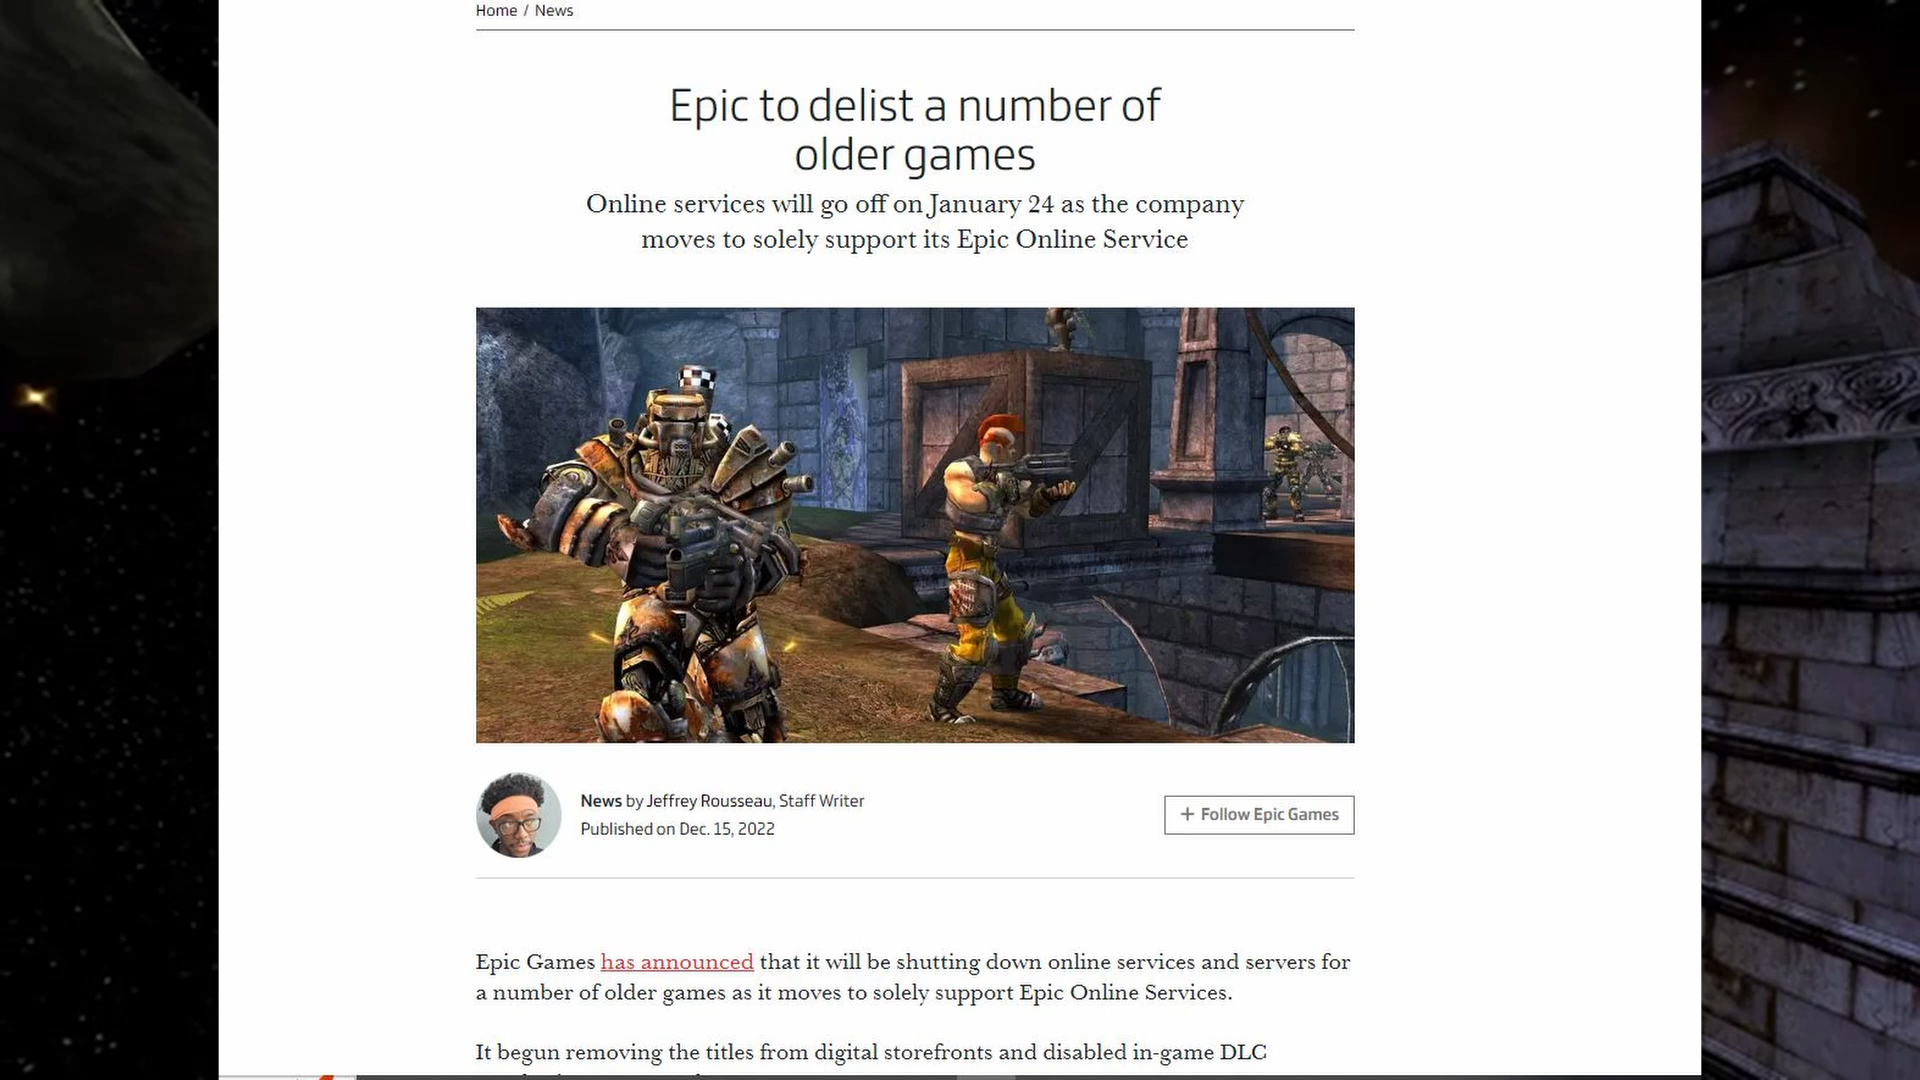 Home / News
Epic to delist a number of
older games
Online services will go off on January 24 as the company
moves to solely support its Epic Online Service
News by Jeffrey Rousseau, Staff Writer
Published on Dec. 15, 2022
+ Follow Epic Games
Epic Games has announced that it will be shutting down online services and servers for
a number of older games as it moves to solely support Epic Online Services.
It begun removing the titles from digital storefronts and disabled in-game DLC